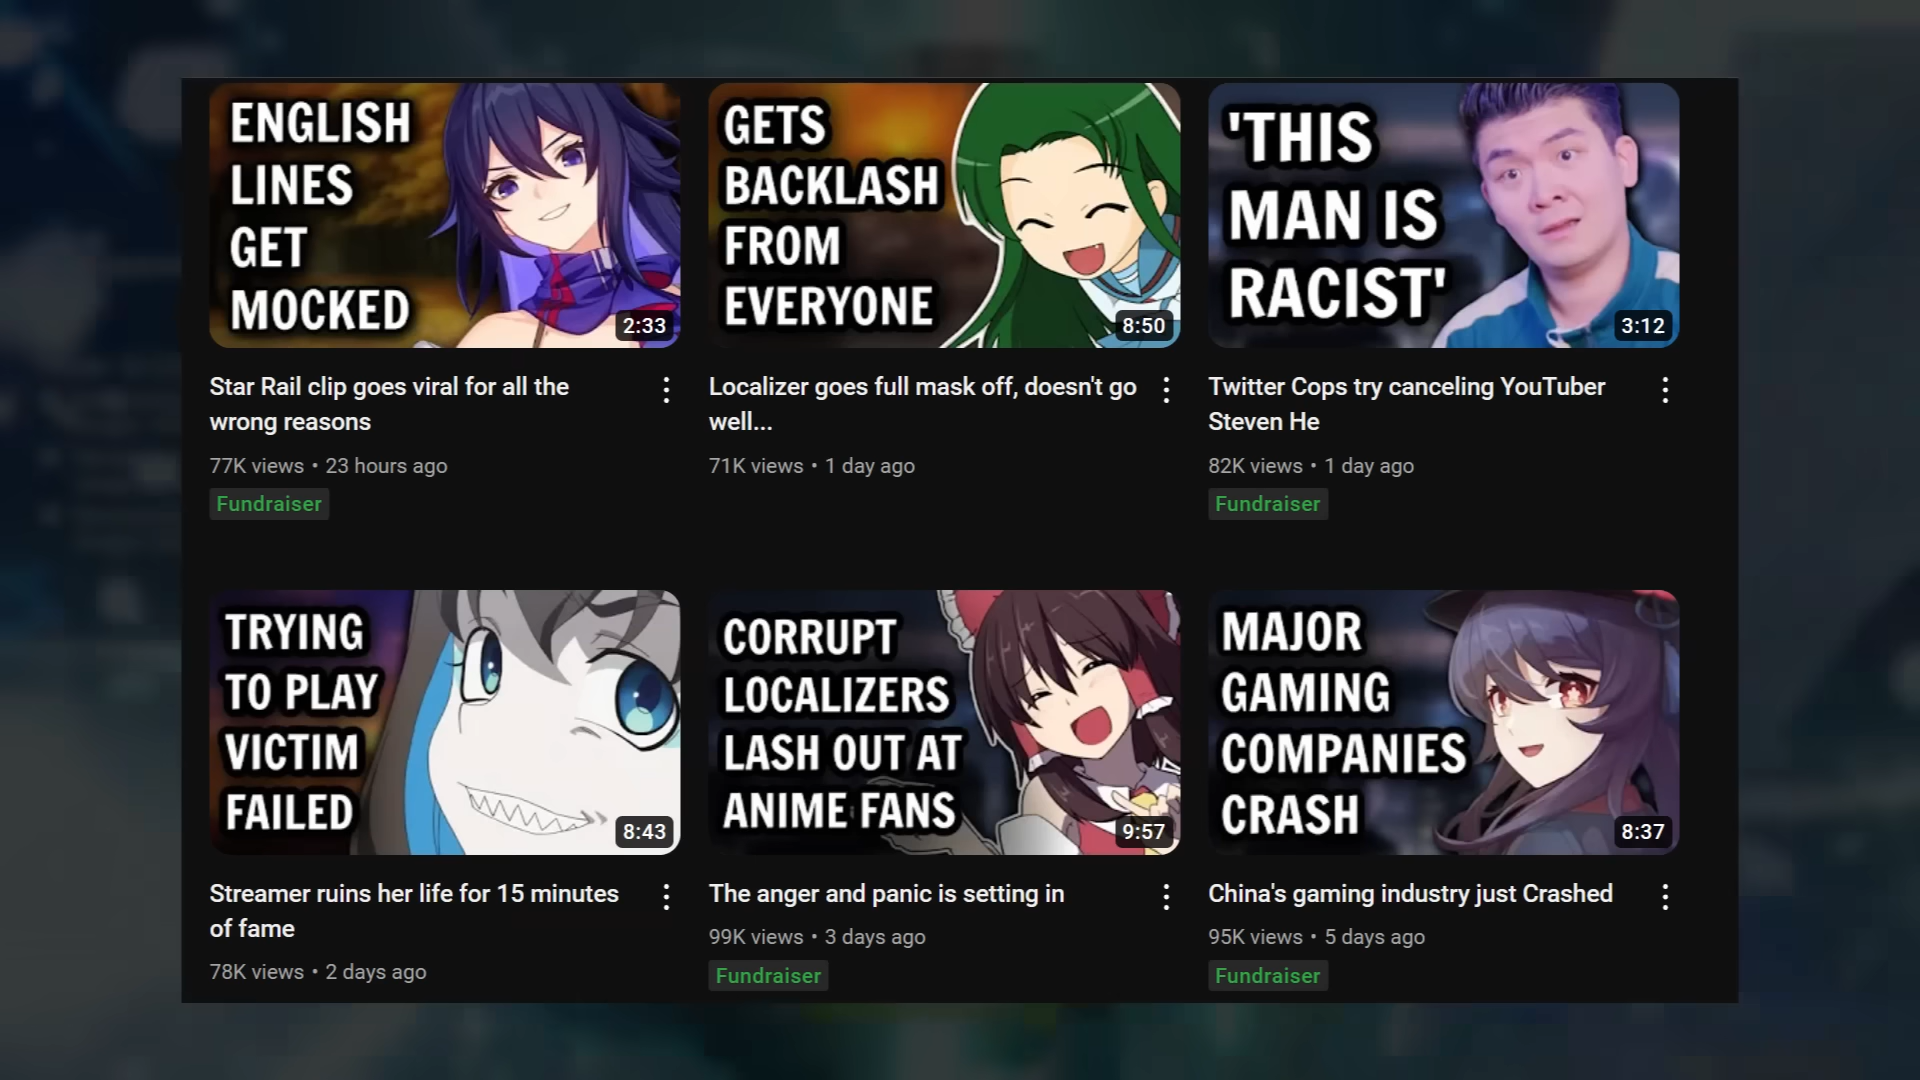 ENGLISH
LINES
GET
MOCKED
2:33
Star Rail clip goes viral for all the
wrong reasons
77K views • 23 hours ago
Fundraiser
GETS
BACKLASH
FROM
EVERYONE
8:50
Localizer goes full mask off, doesn't go
well...
71K views • 1 day ago
'THIS
MAN IS
RACIST'
3:12
Twitter Cops try canceling YouTuber
Steven He
82K views • 1 day ago
Fundraiser
TRYING
TO PLAY
VICTIM
FAILED
8:43
Streamer ruins her life for 15 minutes
of fame
78K views • 2 days ago
CORRUPT
LOCALIZERS
LASH OUT AT
ANIME FANS
9:57
The anger and panic is setting in
99K views • 3 days ago
Fundraiser
MAJOR
GAMING
COMPANIES
CRASH
8:37
China's gaming industry just Crashed
95K views • 5 days ago
Fundraiser